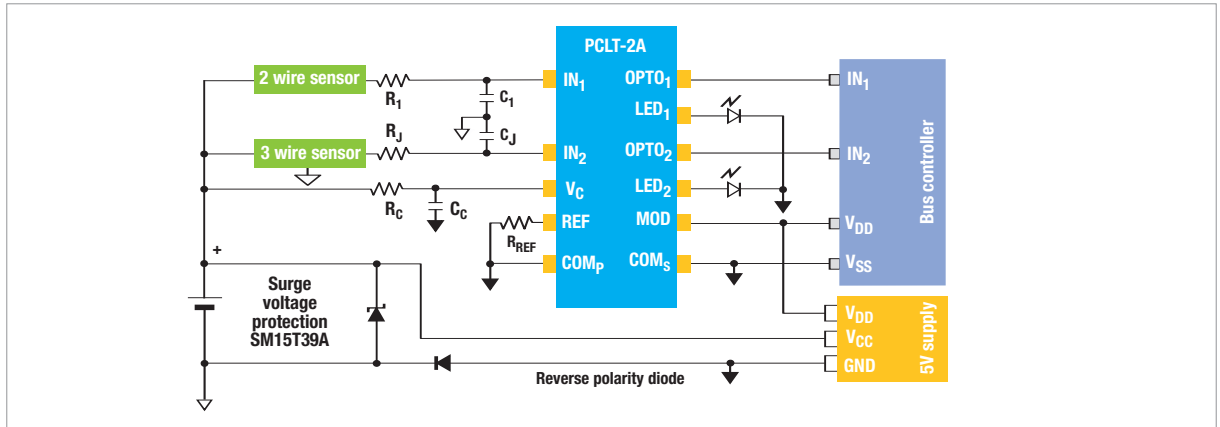 PCLT-2A
2 wire sensor
R1
C1
IN1
OPTO1
IN1
LED1
RJ
CJ
3 wire sensor
IN2
OPTO2
IN2
VC
LED2
RC
CC
REF
MOD
VDD
RREF
+
COMP
COMS
VSS
Bus controller
Surge
voltage
protection
SM15T39A
VDD
VCC
GND
5V supply
Reverse polarity diode